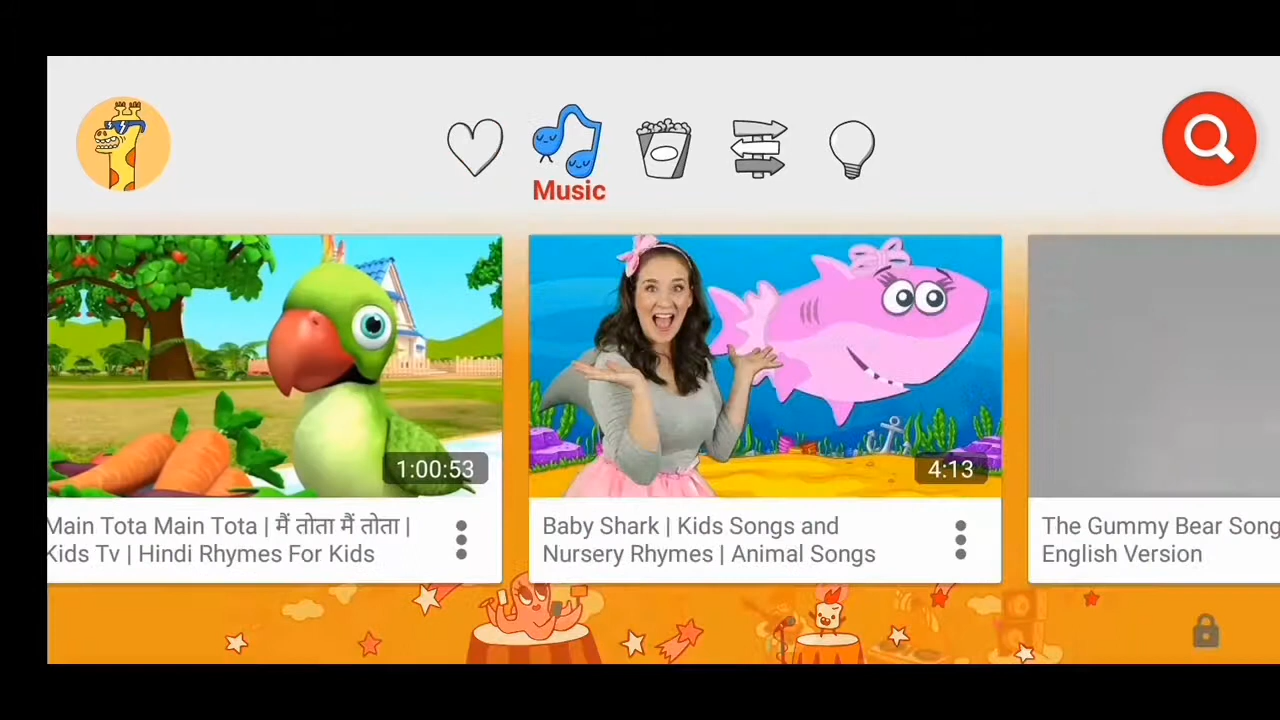 Music
1:00:53
4:13
Main Tota Main Tota | मैं तोता मैं तोता |
Kids Tv | Hindi Rhymes For Kids
Baby Shark | Kids Songs and
Nursery Rhymes | Animal Songs
The Gummy Bear Song
English Version